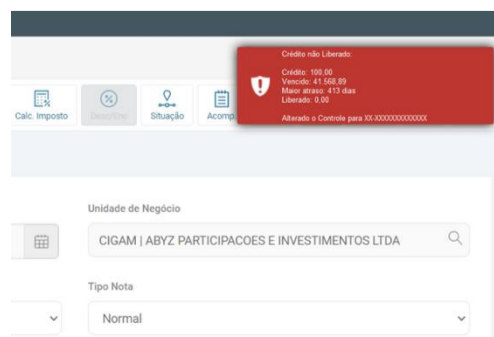 Crédito não Liberado:
Crédito: 100,00
Vencido: 41.568,89
Maior atraso: 413 dias
Liberado: 0,00
Alterado o Controle para XX-XXXXXXXXXXXXX
Calc. Imposto
Desc/Enc
Situação
Acomp
Unidade de Negócio
CIGAM | ABYZ PARTICIPACOES E INVESTIMENTOS LTDA
Tipo Nota
Normal